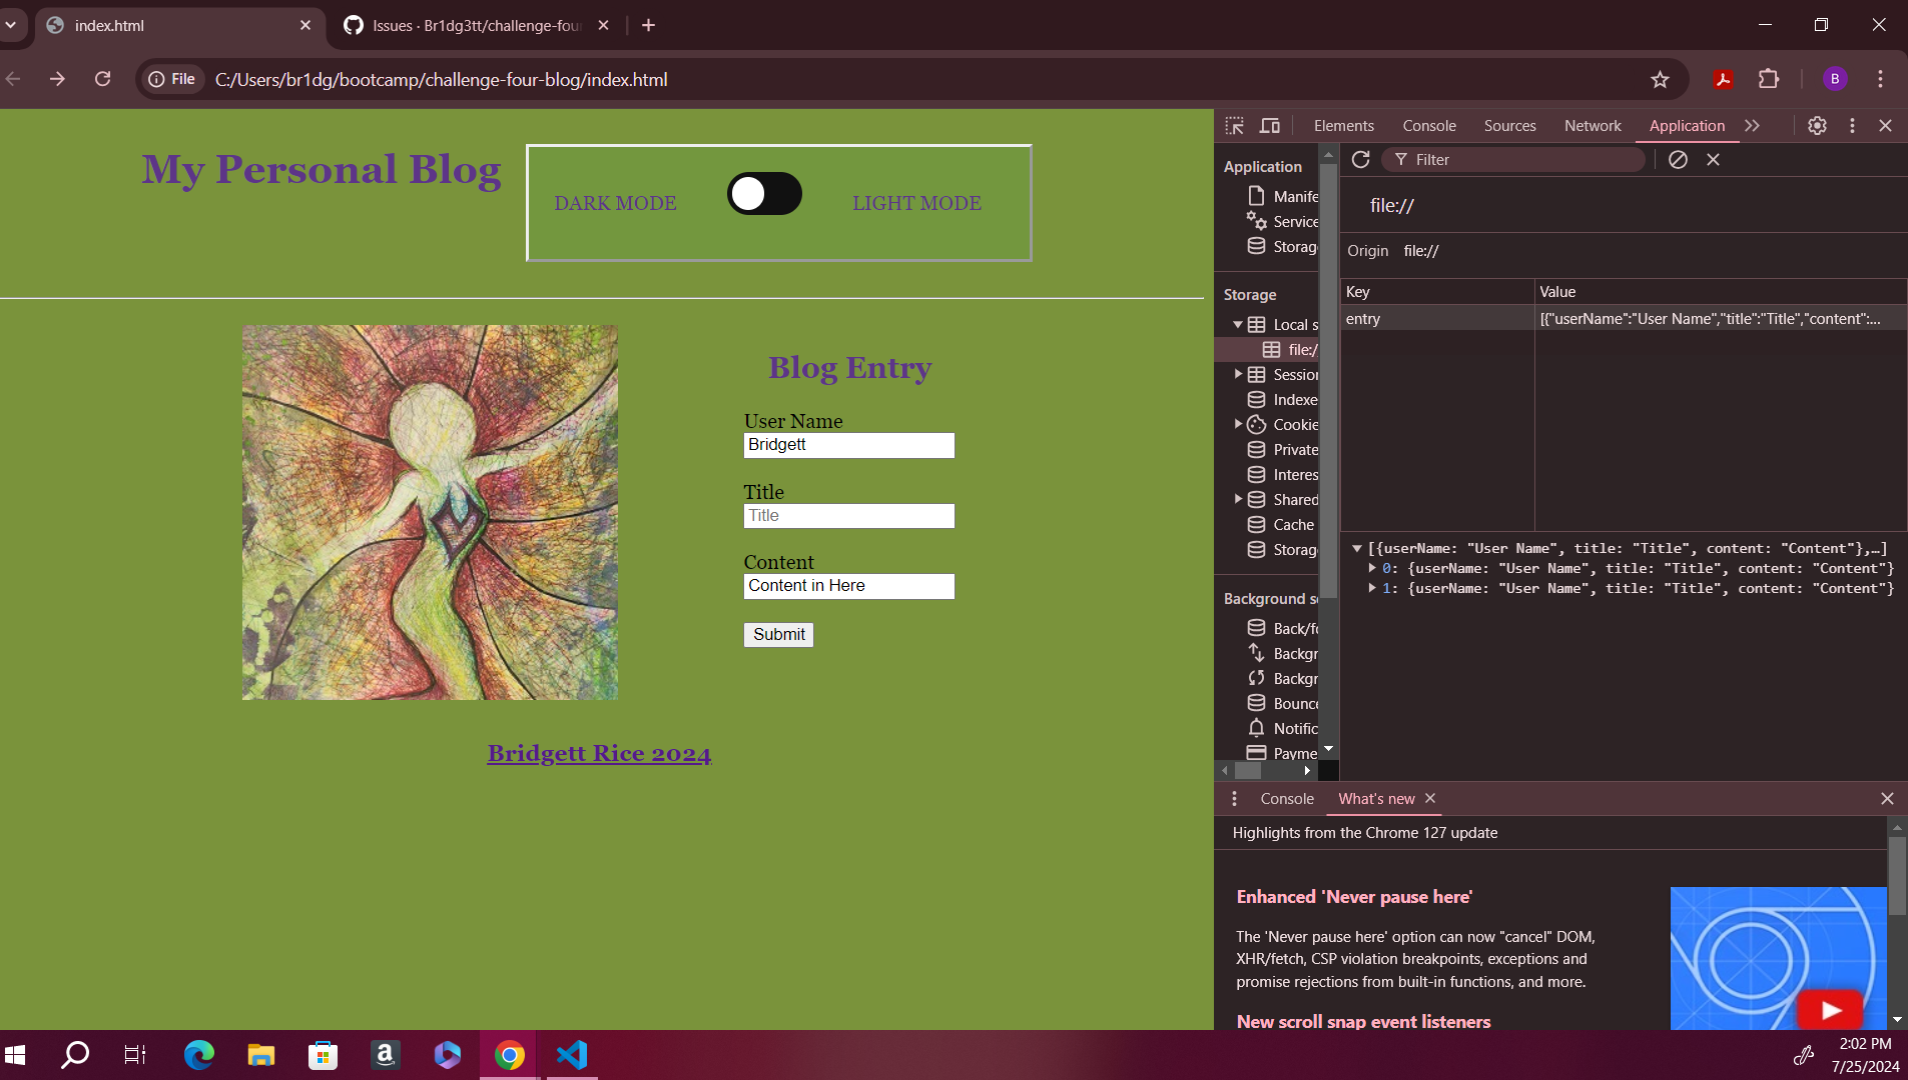 index.html
Issues · Br1dg3tt/challenge-fou
File
C:/Users/br1dg/bootcamp/challenge-four-blog/index.html
B
My Personal Blog
DARK MODE
LIGHT MODE
Blog Entry
User Name
Bridgett
Title
Title
Content
Content in Here
Submit
Bridgett Rice 2024
Elements
Console
Sources
Network
Application
Application
Manife
Service
Storag
Storage
Local s
file:/
Session
Indexe
Cookie
Private
Interes
Shared
Cache
Storag
Background s
Back/fo
Backgr
Backgr
Bounce
Notific
Payme
Filter
file://
Origin file://
Key Value
entry [{"userName":"User Name","title":"Title","content":...
[{userName: "User Name", title: "Title", content: "Content"},…]
0: {userName: "User Name", title: "Title", content: "Content"}
1: {userName: "User Name", title: "Title", content: "Content"}
Console
What's new
Highlights from the Chrome 127 update
Enhanced 'Never pause here'
The 'Never pause here' option can now "cancel" DOM,
XHR/fetch, CSP violation breakpoints, exceptions and
promise rejections from built-in functions, and more.
New scroll snap event listeners
a
2:02 PM
7/25/2024